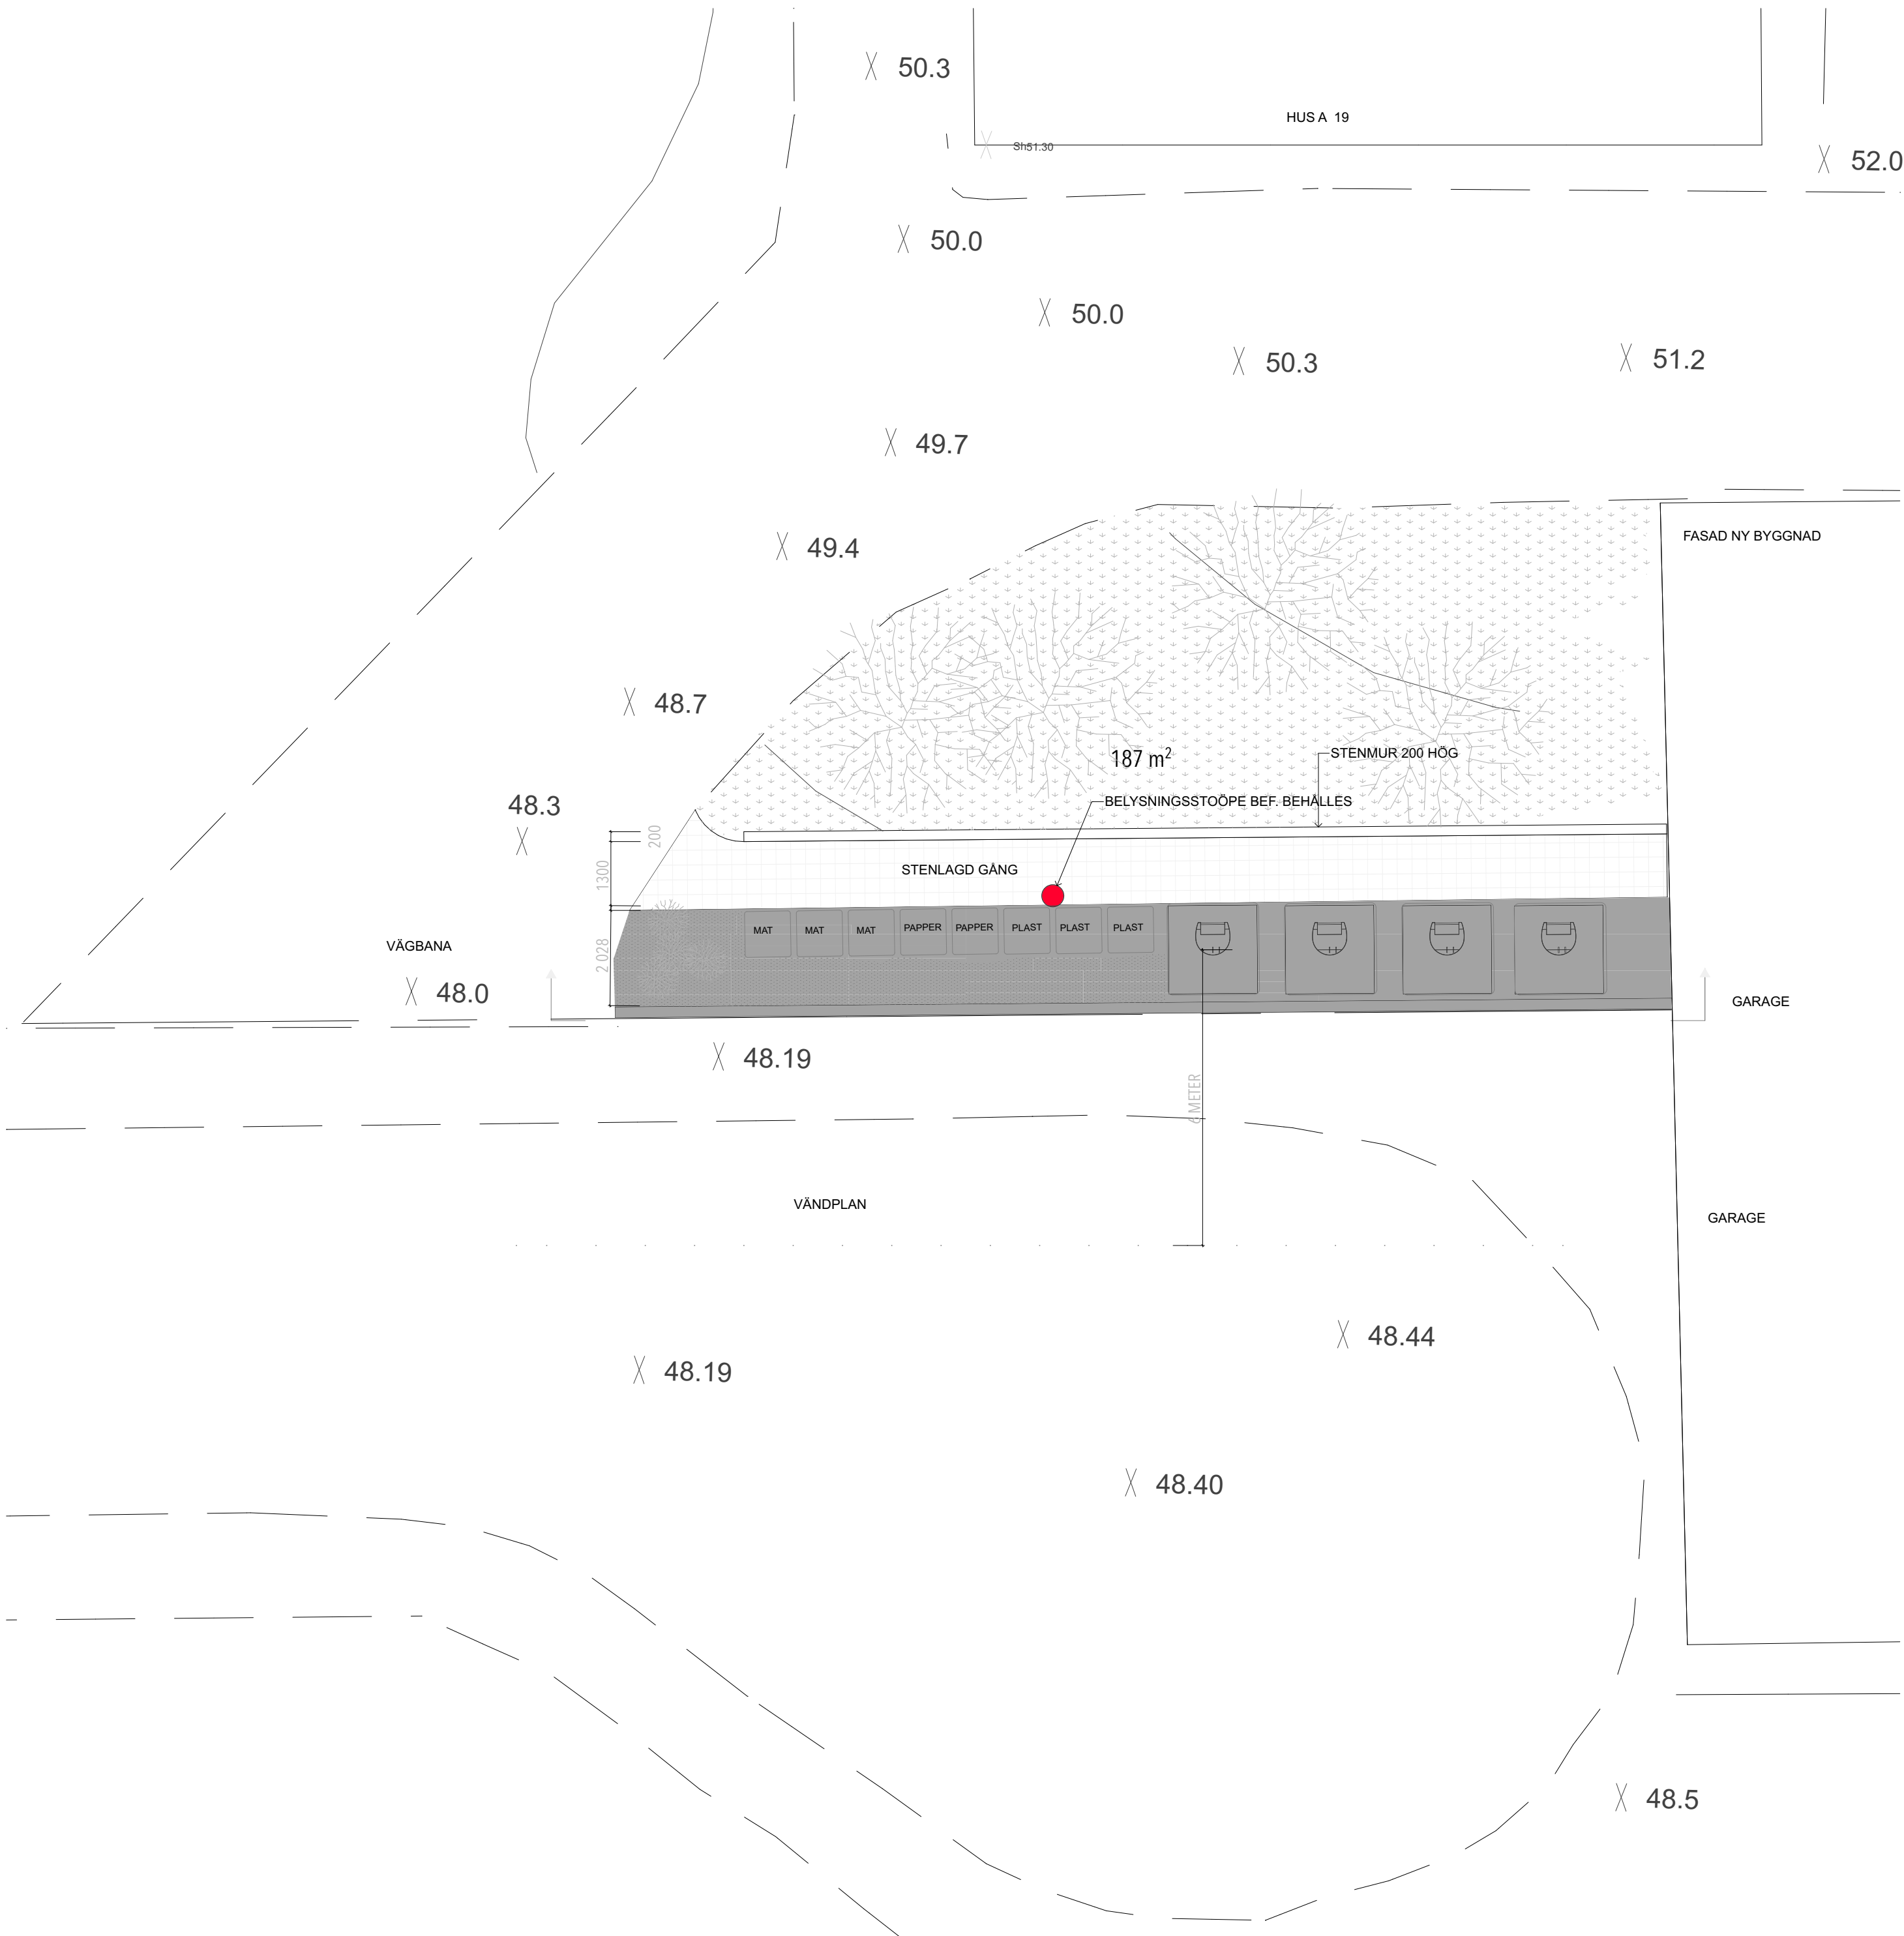 50.3
HUS A 19
Sh51.30
52.0
50.0
50.0
50.3
51.2
49.7
FASAD NY BYGGNAD
49.4
48.7
187 m²
STENMUR 200 HÖG
48.3
BELYSNINGSSTOÖPE BEF. BEHÅLLES
200
1300
STENLAGD GÅNG
MAT
MAT
MAT
PAPPER
PAPPER
PLAST
PLAST
PLAST
VÄGBANA
2 028
48.0
GARAGE
48.19
6 METER
VÄNDPLAN
GARAGE
48.44
48.19
48.40
48.5